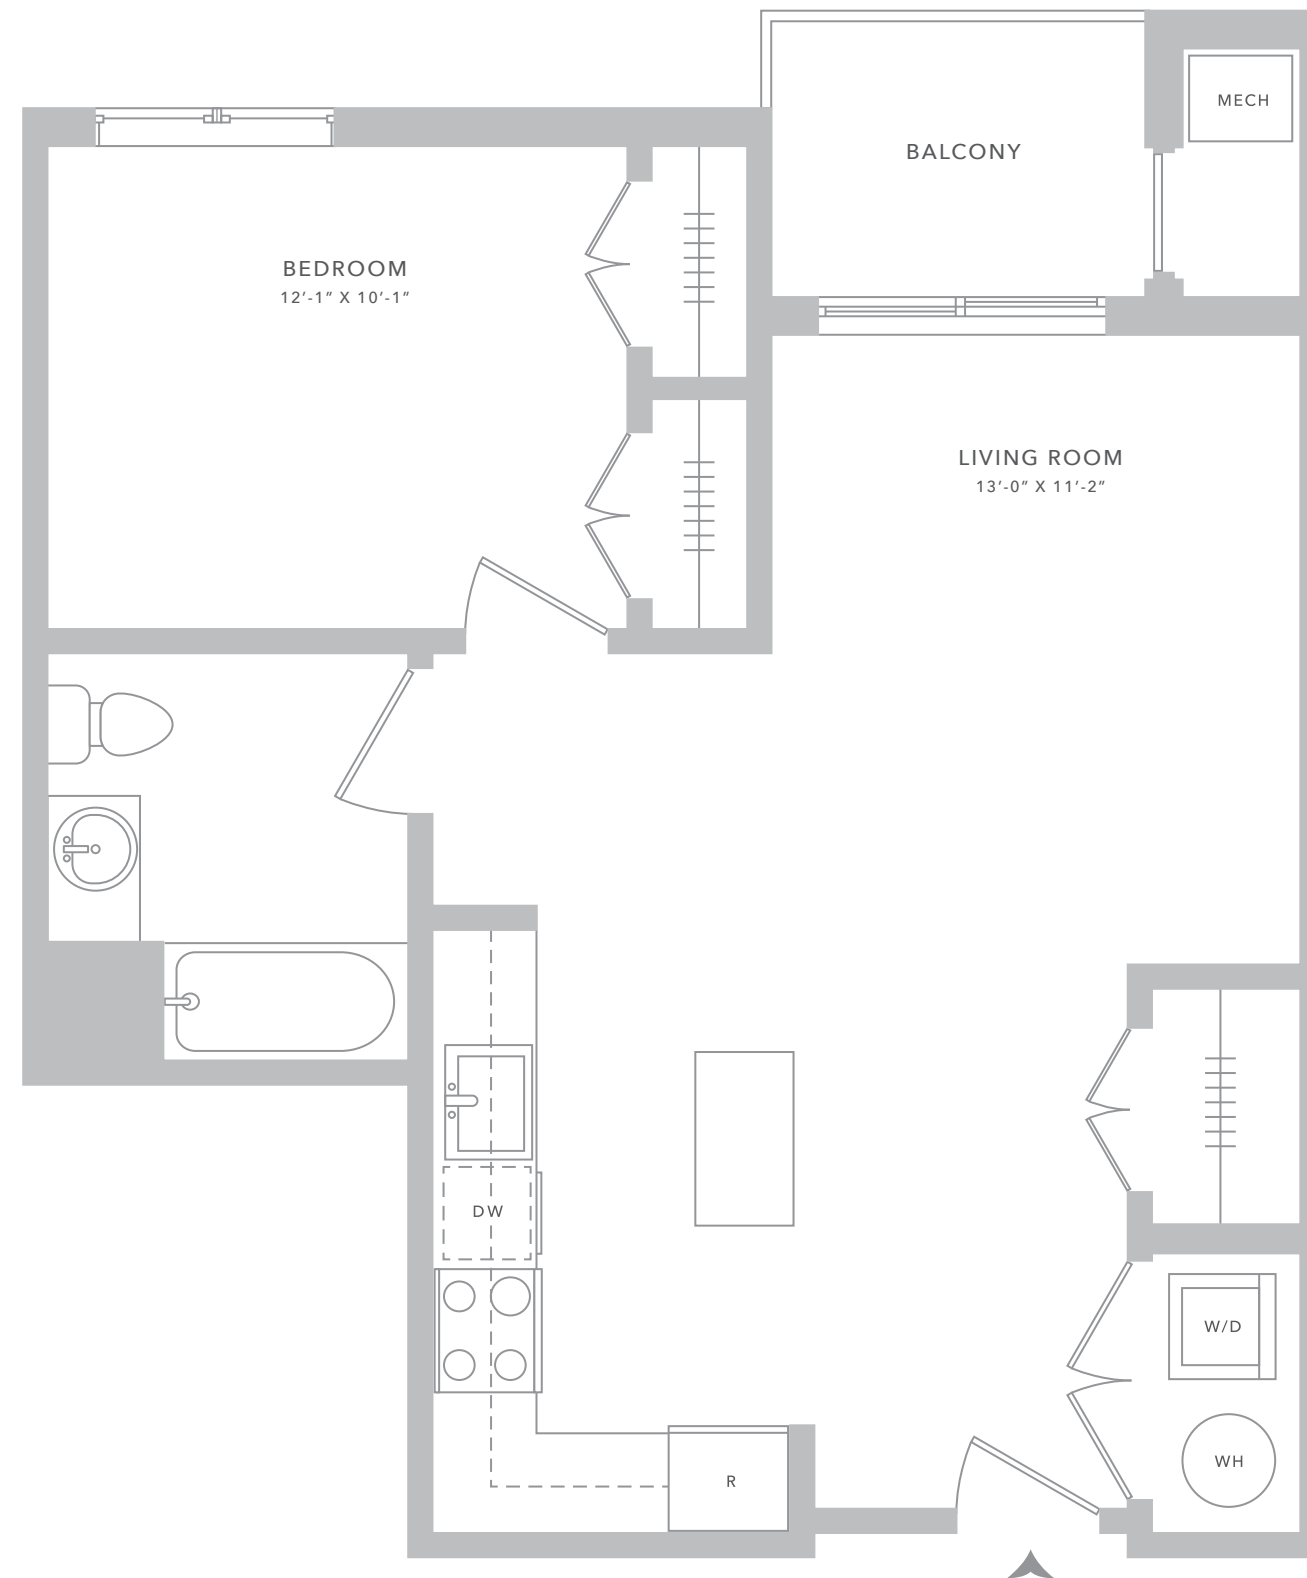 MECH
BALCONY
BEDROOM
12’-1” X 10’-1”
LIVING ROOM
13’-0” X 11’-2”
DW
W/D
WH
R